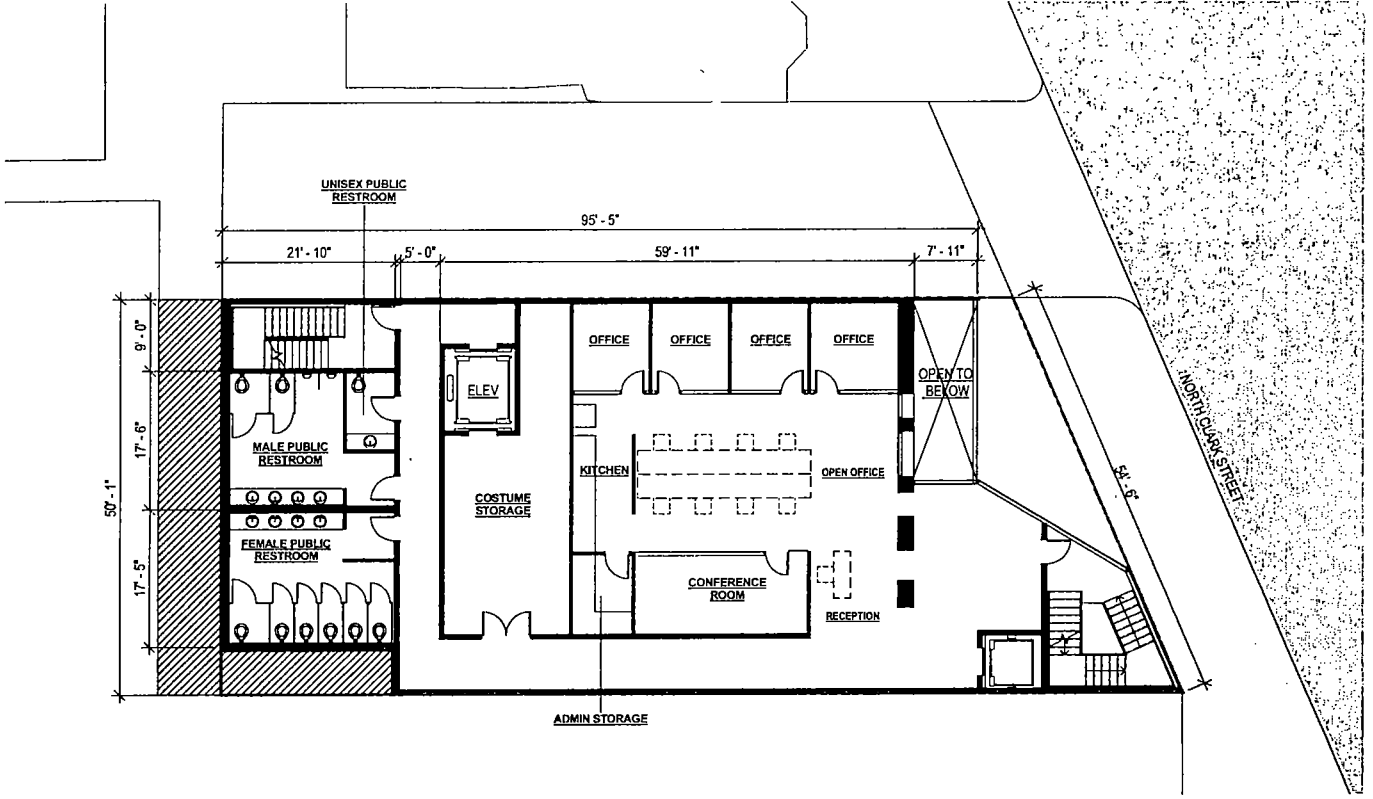 UNISEX PUBLIC
RESTROOM
95' - 5"
21' - 10"
5' - 0"
59' - 11"
7' - 11"
9' - 0"
17' - 6"
50' - 1"
17' - 5"
OFFICE
OFFICE
OFFICE
OFFICE
OPEN TO
BELOW
ELEV
NORTH CLARK STREET
54' - 6"
MALE PUBLIC
RESTROOM
KITCHEN
OPEN OFFICE
COSTUME
STORAGE
FEMALE PUBLIC
RESTROOM
CONFERENCE
ROOM
RECEPTION
ADMIN STORAGE